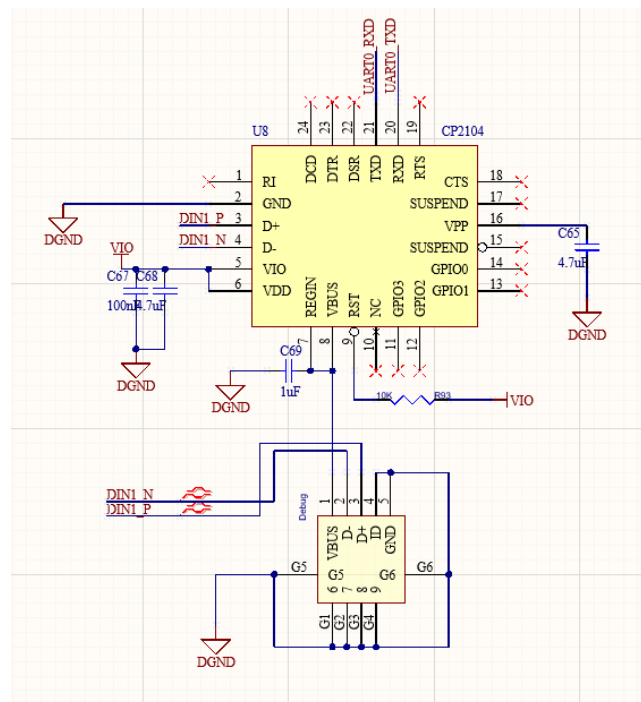 UART0_RXD
UART0_TXD
U8
CP2104
24
23
22
21
20
19
DCD
DTR
DSR
TXD
RXD
RTS
1 RI
2 GND
3 D+
4 D-
5 VIO
6 VDD
CTS 18
SUSPEND 17
VPP 16
SUSPEND 15
GPIO0 14
GPIO1 13
REGIN
VBUS
RST
NC
GPIO3
GPIO2
7
8
9
10
11
12
DGND
DIN1_P
DIN1_N
VIO
C67 C68
100nF 4.7uF
DGND
C65
4.7uF
DGND
C69
1uF
DGND
10K
R93
VIO
DIN1_N
DIN1_P
Debug
1
2
3
4
5
VBUS
D-
D+
ID
GND
G5 G5
G6 G6
6
7
8
9
G1
G2
G3
G4
DGND